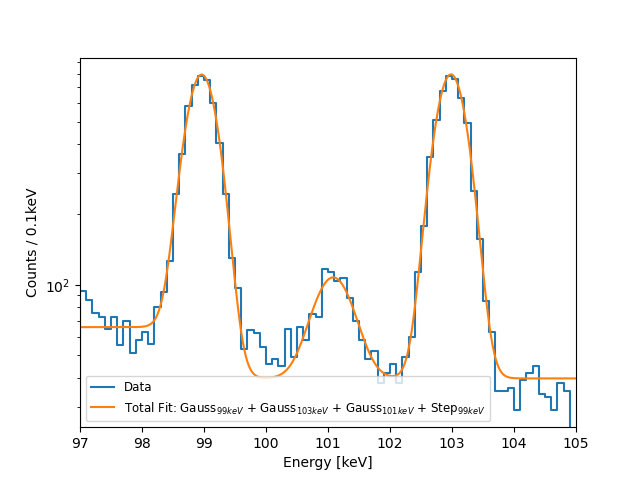 Counts / 0.1keV
10²
Data
Total Fit: Gauss₉₉ₖₑᵥ + Gauss₁₀₃ₖₑᵥ + Gauss₁₀₁ₖₑᵥ + Step₉₉ₖₑᵥ
97 98 99 100 101 102 103 104 105
Energy [keV]